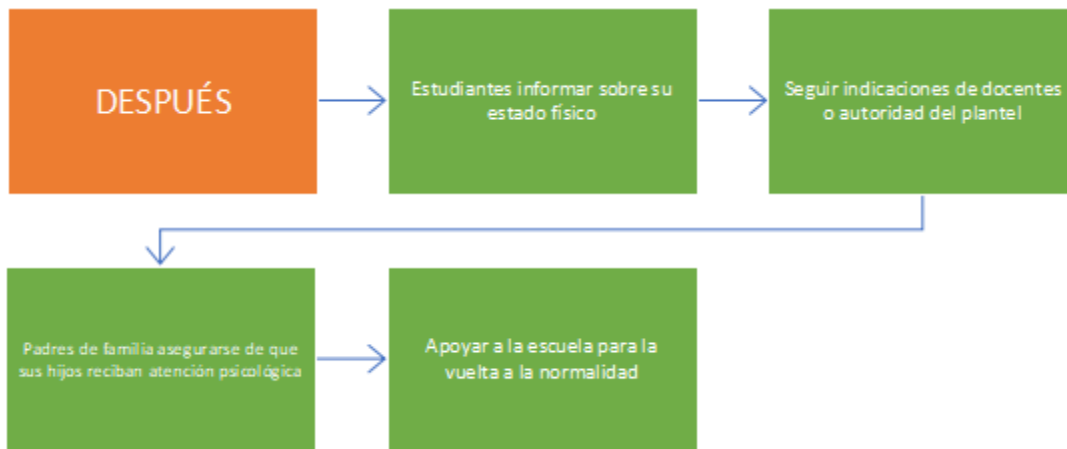 DESPUÉS
Estudiantes informar sobre su
estado físico
Seguir indicaciones de docentes
o autoridad del plantel
Padres de familia asegurarse de que
sus hijos reciban atención psicológica
Apoyar a la escuela para la
vuelta a la normalidad